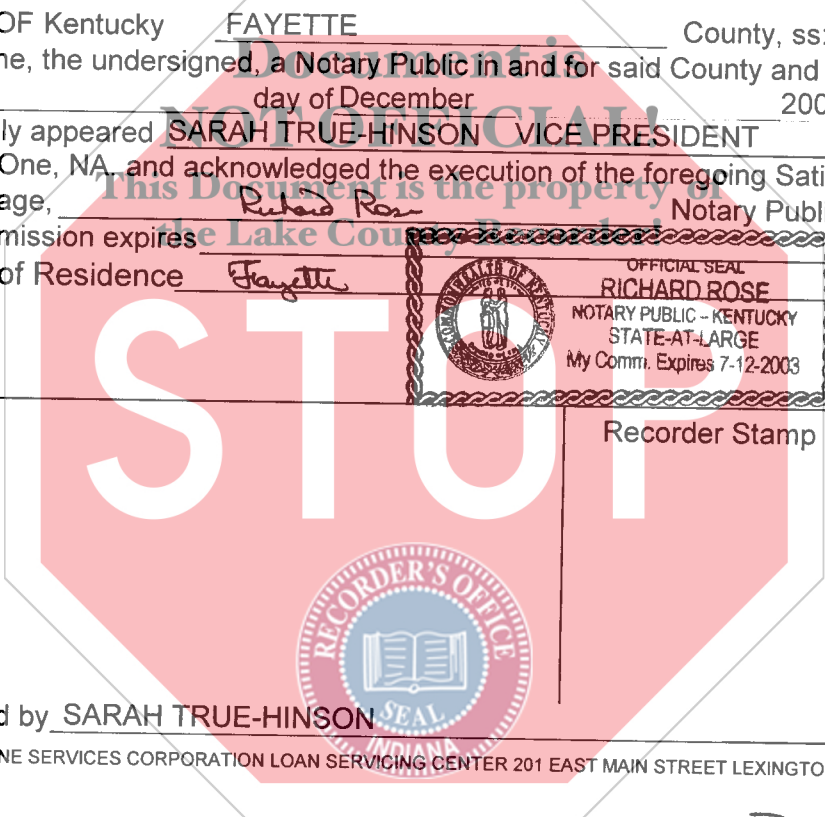 OF Kentucky FAYETTE County, ss:
Document is
ne, the undersigned, a Notary Public in and for said County and
day of December 200
NOT OFFICIAL!
ly appeared SARAH TRUE-HINSON VICE PRESIDENT
One, NA, and acknowledged the execution of the foregoing Sati
This Document is the property of
age, Richard Rose Notary Publ
the Lake County Recorder!
mission expires
of Residence Fayette
COMMONWEALTH OF KENTUCKY
OFFICIAL SEAL
RICHARD ROSE
NOTARY PUBLIC - KENTUCKY
STATE-AT-LARGE
My Comm. Expires 7-12-2003
STOP
Recorder Stamp
RECORDER'S OFFICE
SEAL
INDIANA
d by SARAH TRUE-HINSON
NE SERVICES CORPORATION LOAN SERVICING CENTER 201 EAST MAIN STREET LEXINGTO